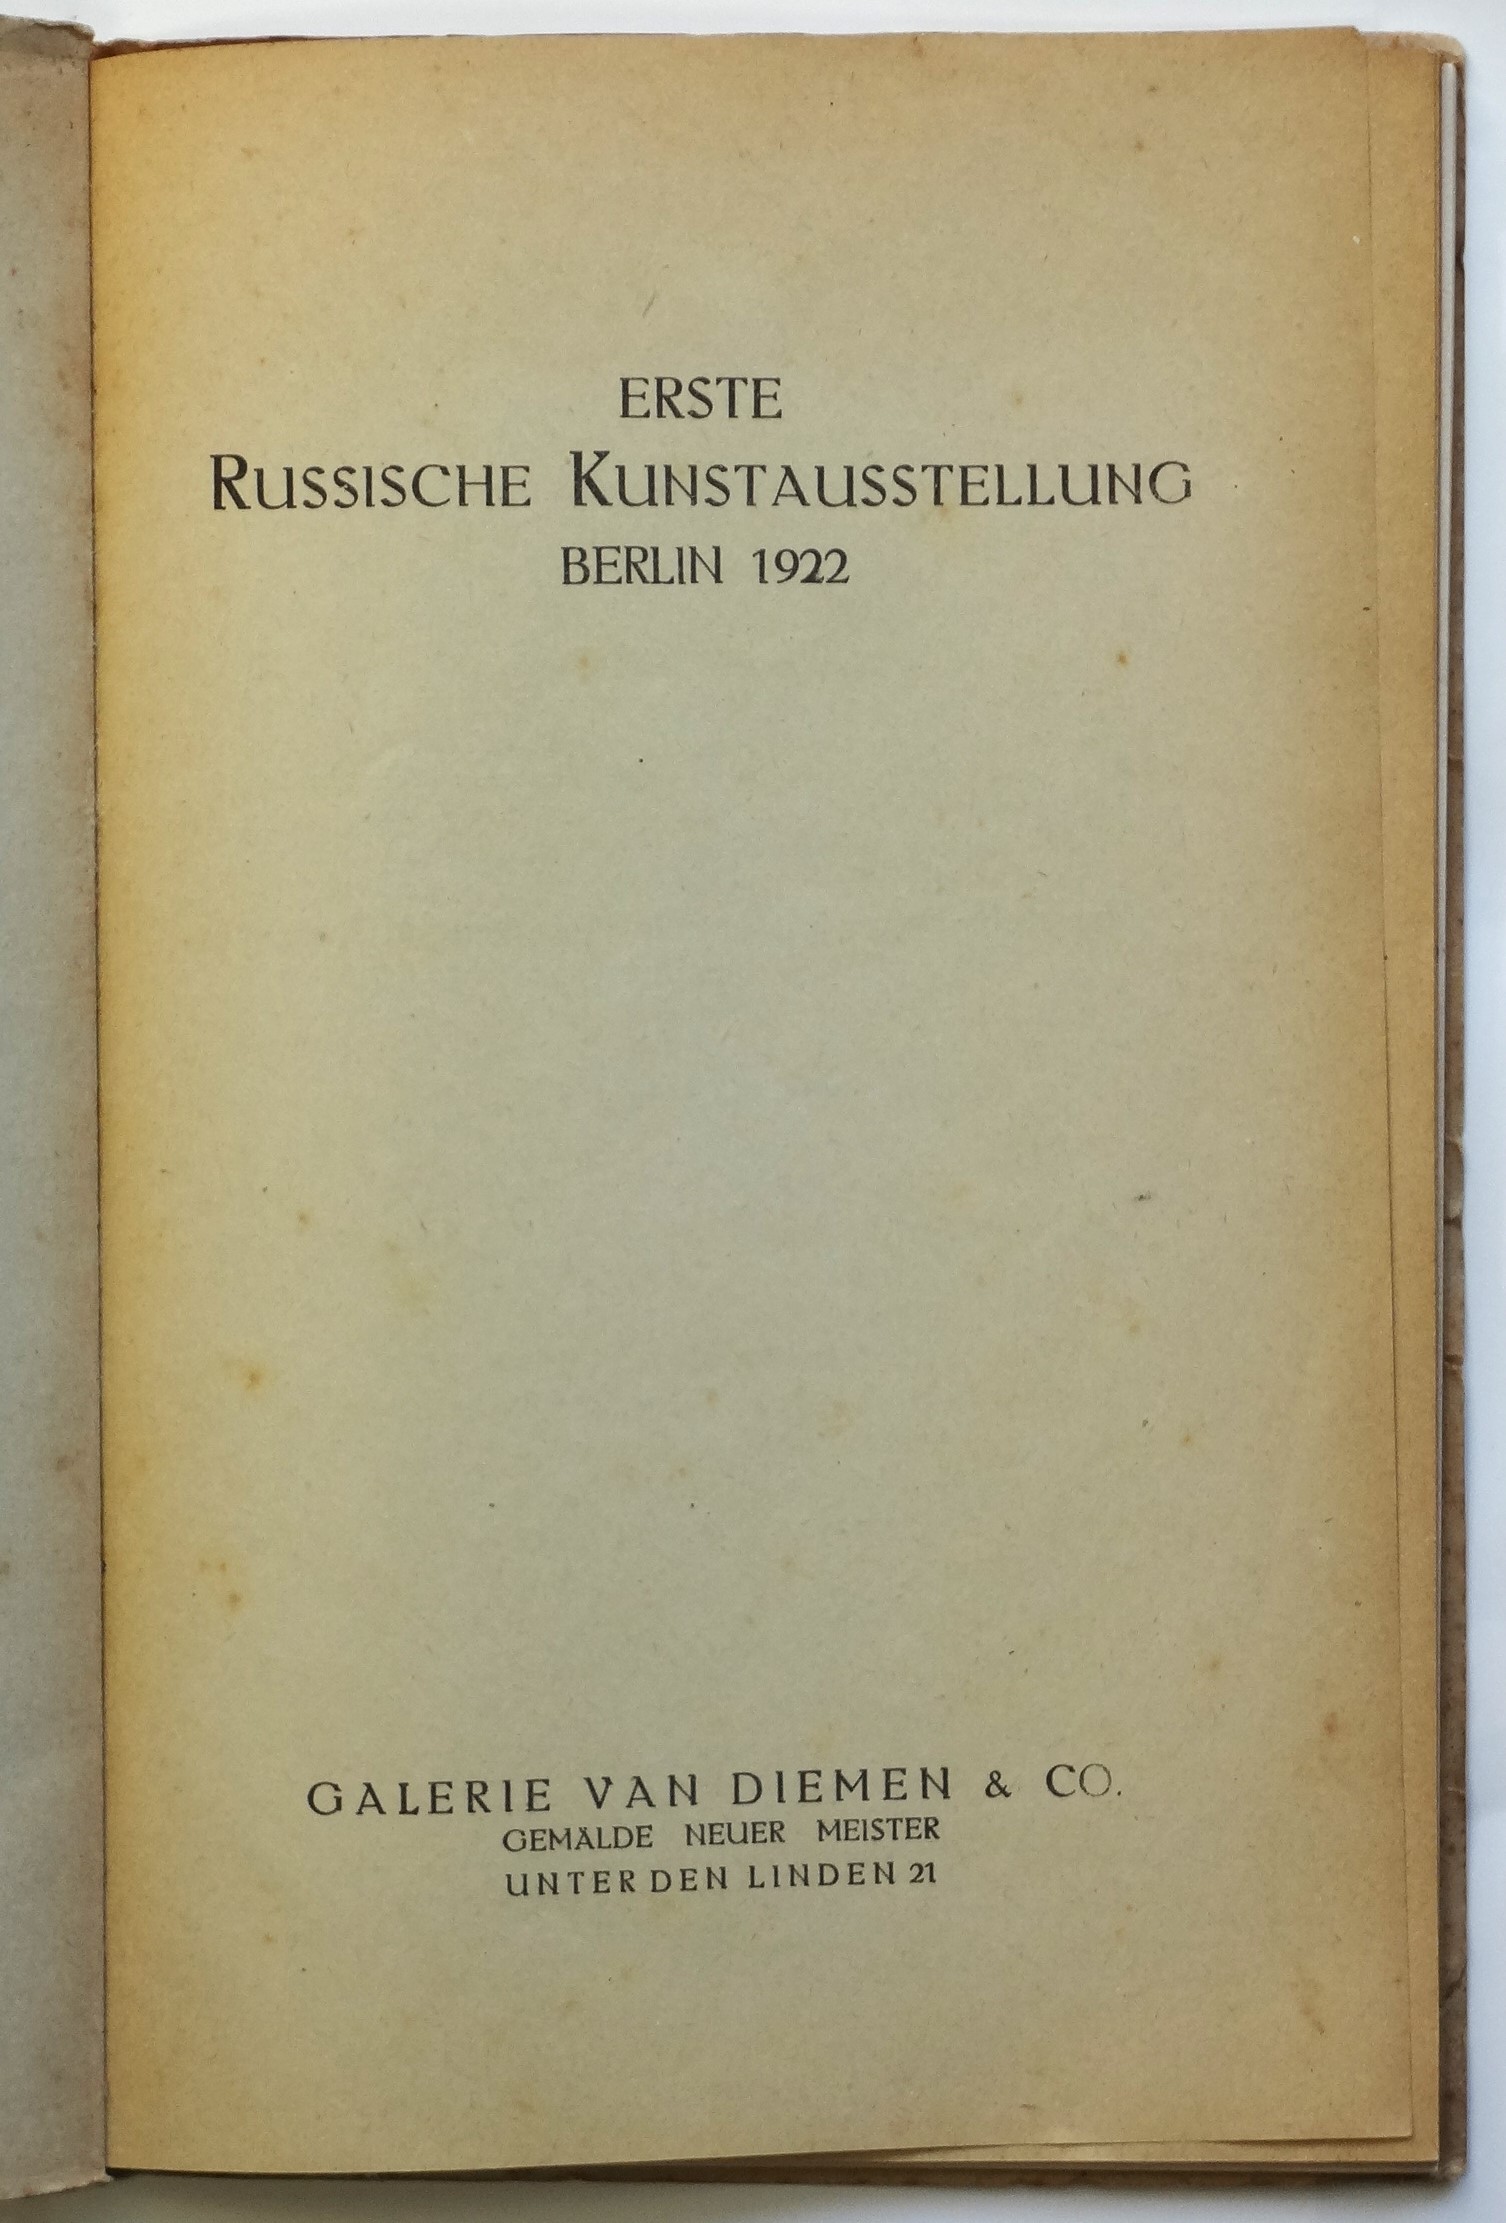 ERSTE
RUSSISCHE KUNSTAUSSTELLUNG
BERLIN 1922
GALERIE VAN DIEMEN & CO.
GEMÄLDE NEUER MEISTER
UNTER DEN LINDEN 21